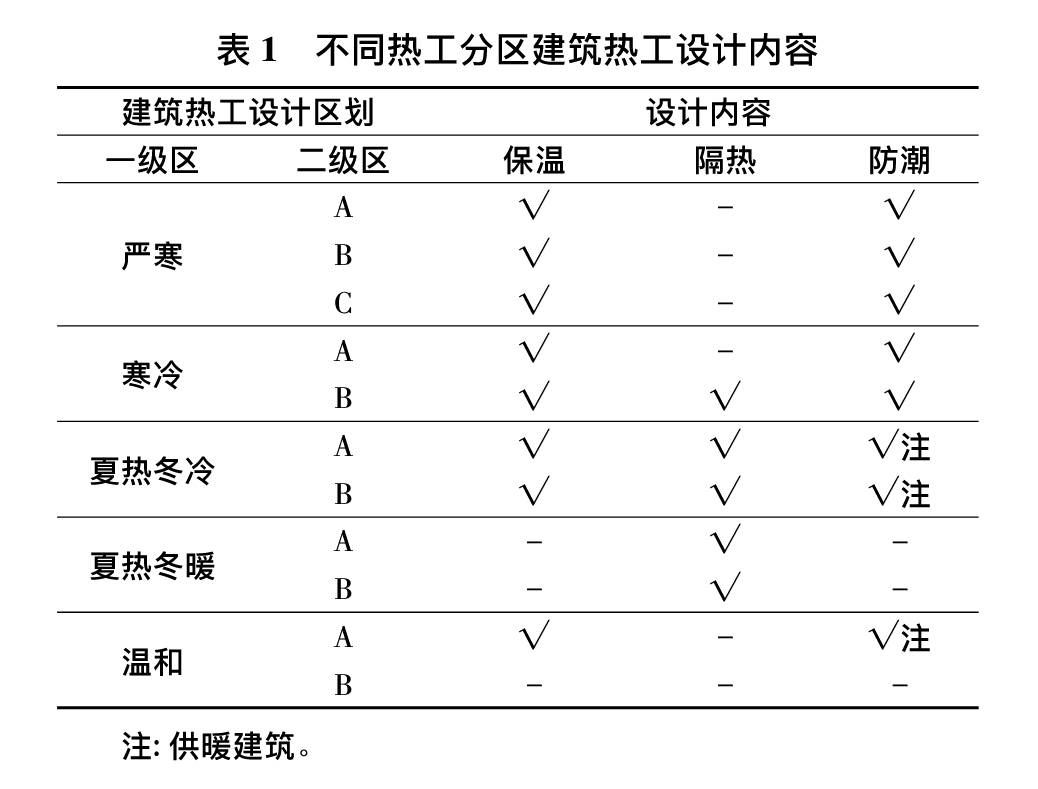 表1 不同热工分区建筑热工设计内容
建筑热工设计区划 设计内容
一级区 二级区 保温 隔热 防潮
A √ - √
严寒 B √ - √
C √ - √
寒冷 A √ - √
B √ √ √
夏热冬冷 A √ √ √注
B √ √ √注
夏热冬暖 A - √ -
B - √ -
温和 A √ - √注
B - - -
注: 供暖建筑。